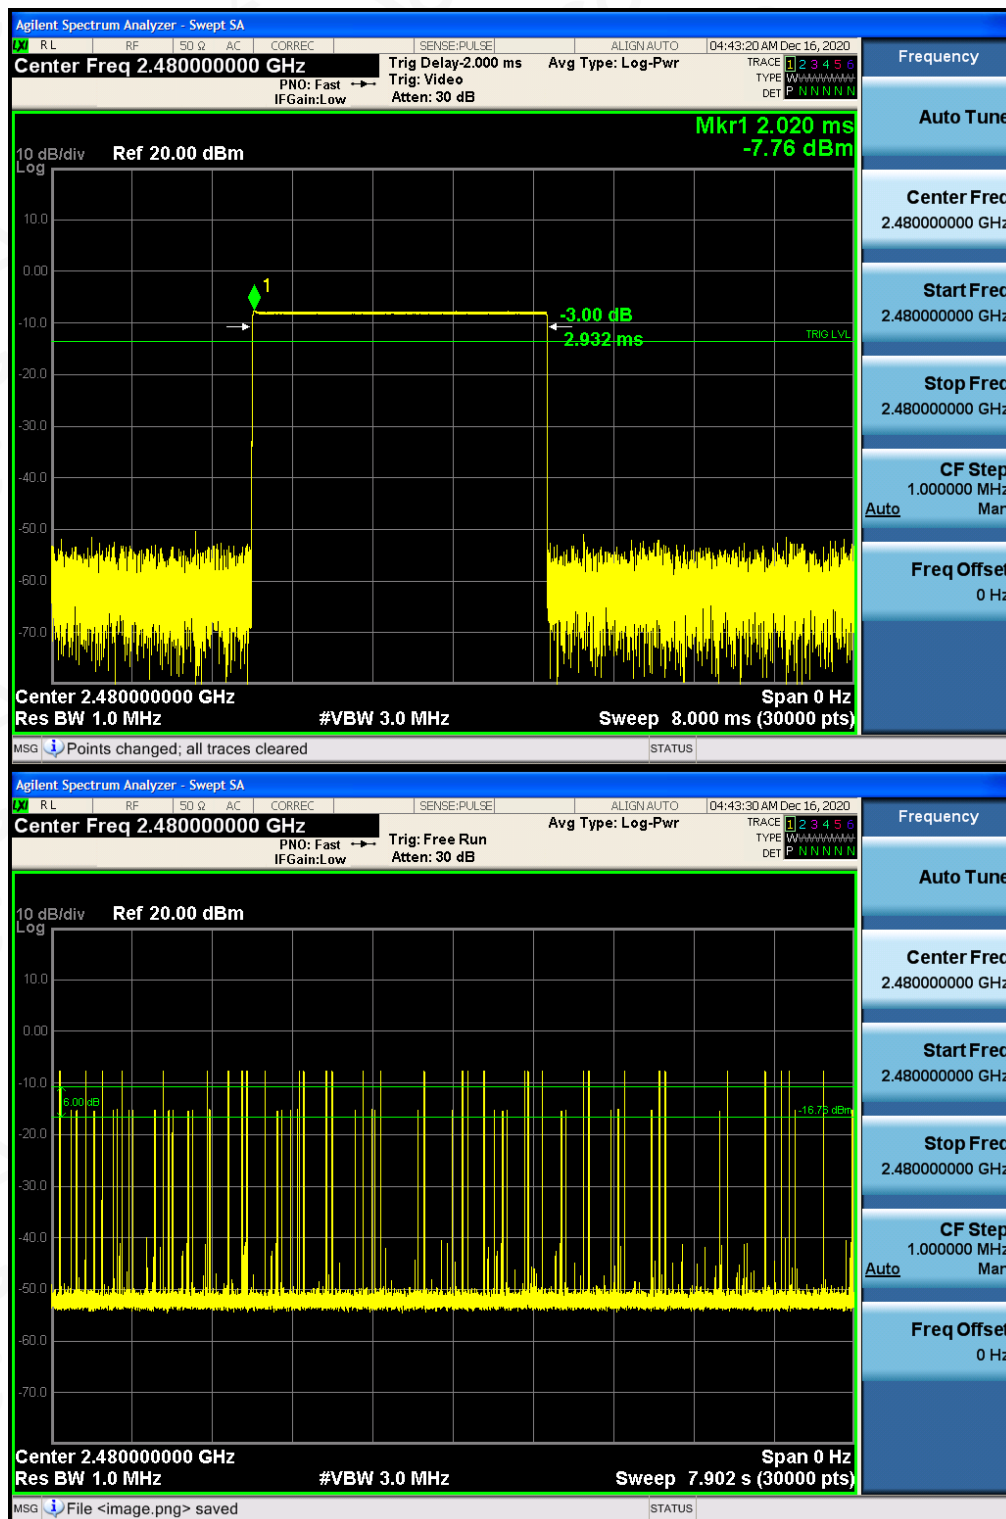 Agilent Spectrum Analyzer - Swept SA
LXI RL RF 50 Ω AC CORREC SENSE:PULSE ALIGN AUTO 04:43:20 AM Dec 16, 2020
Center Freq 2.480000000 GHz
PNO: Fast
IFGain:Low
Trig Delay-2.000 ms
Trig: Video
Atten: 30 dB
Avg Type: Log-Pwr
TRACE 1 2 3 4 5 6
TYPE WWWWWW
DET P N N N N N
Mkr1 2.020 ms
-7.76 dBm
10 dB/div Ref 20.00 dBm
Log
10.0
0.00
1
-3.00 dB
-10.0
2.932 ms
TRIG LVL
-20.0
-30.0
-40.0
-50.0
-60.0
-70.0
Center 2.480000000 GHz Span 0 Hz
Res BW 1.0 MHz #VBW 3.0 MHz Sweep 8.000 ms (30000 pts)
MSG Points changed; all traces cleared STATUS
Frequency
Auto Tune
Center Freq
2.480000000 GHz
Start Freq
2.480000000 GHz
Stop Freq
2.480000000 GHz
CF Step
1.000000 MHz
Auto Man
Freq Offset
0 Hz
Agilent Spectrum Analyzer - Swept SA
LXI RL RF 50 Ω AC CORREC SENSE:PULSE ALIGN AUTO 04:43:30 AM Dec 16, 2020
Center Freq 2.480000000 GHz
PNO: Fast
IFGain:Low
Trig: Free Run
Atten: 30 dB
Avg Type: Log-Pwr
TRACE 1 2 3 4 5 6
TYPE WWWWWW
DET P N N N N N
10 dB/div Ref 20.00 dBm
Log
10.0
0.00
-10.0
6.00 dB
-16.75 dBm
-20.0
-30.0
-40.0
-50.0
-60.0
-70.0
Center 2.480000000 GHz Span 0 Hz
Res BW 1.0 MHz #VBW 3.0 MHz Sweep 7.902 s (30000 pts)
MSG File <image.png> saved STATUS
Frequency
Auto Tune
Center Freq
2.480000000 GHz
Start Freq
2.480000000 GHz
Stop Freq
2.480000000 GHz
CF Step
1.000000 MHz
Auto Man
Freq Offset
0 Hz